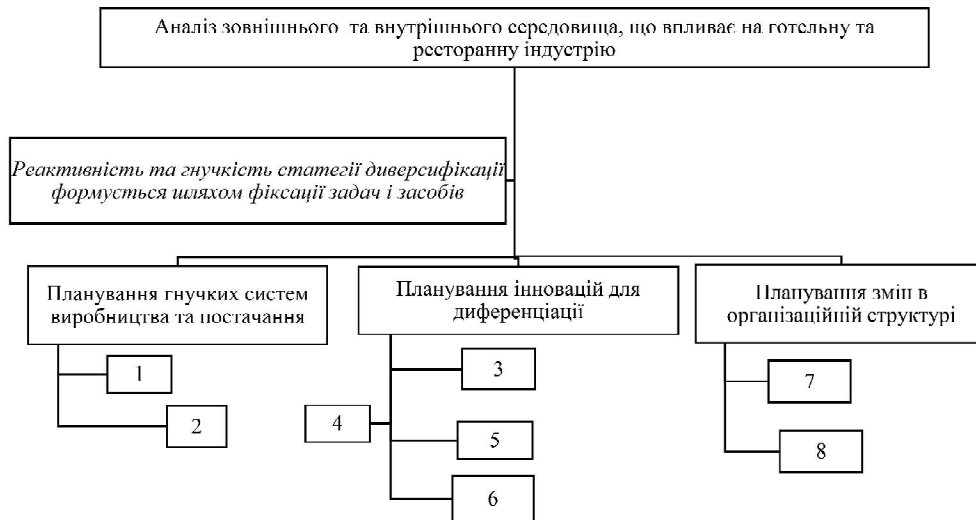 Аналіз зовнішнього та внутрішнього середовища, що впливає на готельну та
ресторанну індустрію
Реактивність та гнучкість статегії диверсифікації
формується шляхом фіксації задач і засобів
Планування гнучких систем
виробництва та постачання
Планування інновацій для
диференціації
Планування змін в
організаційній структурі
1
2
3
4
5
6
7
8